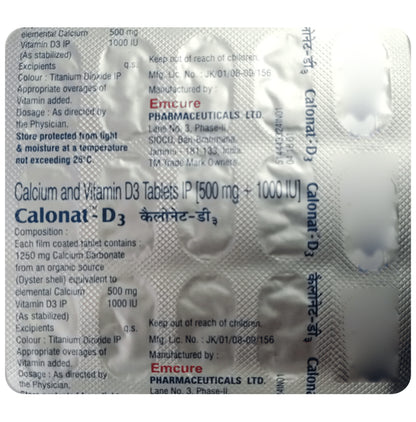 elemental Calcium 500 mg
Vitamin D3 IP 1000 IU
(As stabilized)
Excipients q.s.
Colour : Titanium Dioxide IP
Appropriate overages of
Vitamin added.
Dosage : As directed by
the Physician.
Store protected from light
& moisture at a temperature
not exceeding 25°C.
Keep out of reach of children.
Mfg. Lic. No. : JK/01/08-09/156
Manufactured by :
Emcure
PHARMACEUTICALS LTD.
Lane No. 3, Phase-II,
SIDCO, Bari-Brahmana,
Jammu - 181 133, India.
TM Trade Mark Owners
कैलोनेट-डी३
Calonat-D3
Calcium and Vitamin D3 Tablets IP [500 mg + 1000 IU]
Calonat-D3 कैलोनेट-डी३
Composition :
Each film coated tablet contains :
1250 mg Calcium Carbonate
from an organic source
(Oyster shell) equivalent to
elemental Calcium 500 mg
Vitamin D3 IP 1000 IU
(As stabilized)
Excipients q.s.
Colour : Titanium Dioxide IP
Appropriate overages of
Vitamin added.
Dosage : As directed by
the Physician.
Keep out of reach of children.
Mfg. Lic. No. : JK/01/08-09/156
Manufactured by :
Emcure
PHARMACEUTICALS LTD.
Lane No. 3, Phase-II,
कैलोनेट-डी३
Calonat-D3